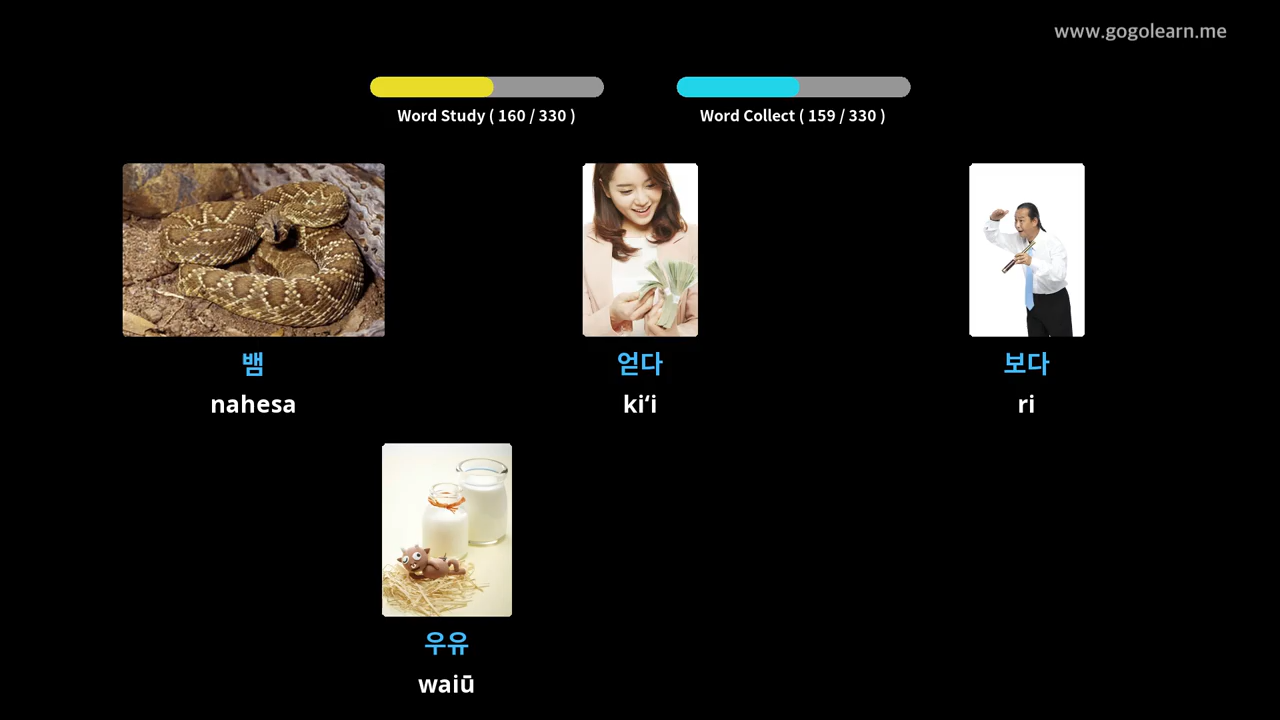 www.gogolearn.me
Word Study ( 160 / 330 )
Word Collect ( 159 / 330 )
뱀
얻다
보다
nahesa
kiʻi
ri
우유
waiū